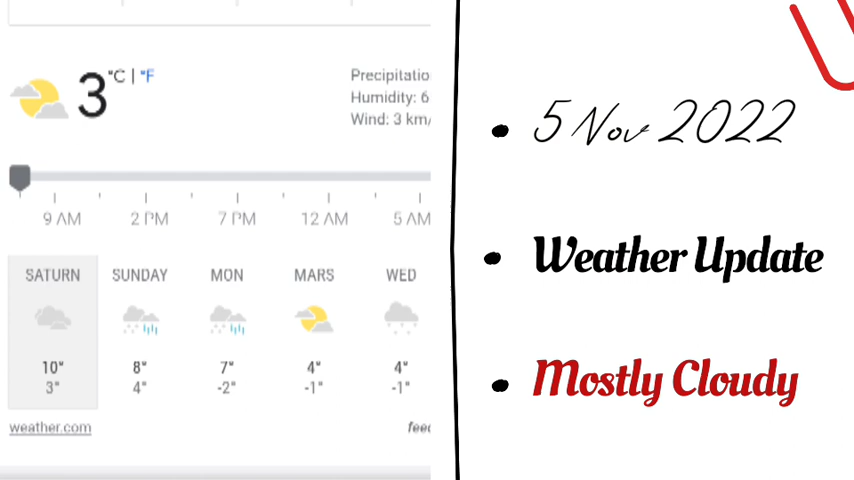 3 °C | °F
Precipitatio
Humidity: 6
Wind: 3 km/
9 AM 2 PM 7 PM 12 AM 5 AM
SATURN SUNDAY MON MARS WED
10° 8° 7° 4° 4°
3° 4° -2° -1° -1°
weather.com feed
5 Nov 2022
Weather Update
Mostly Cloudy